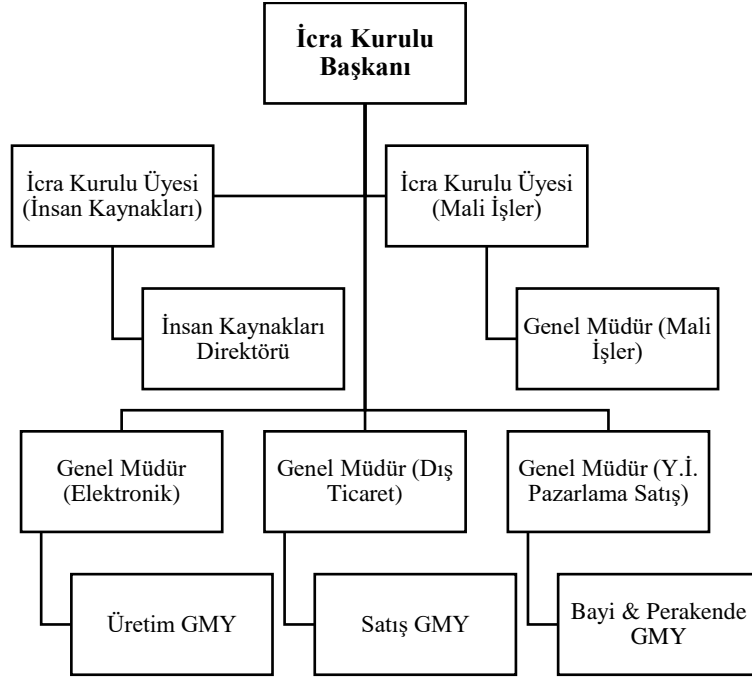 İcra Kurulu
Başkanı
İcra Kurulu Üyesi
(İnsan Kaynakları)
İcra Kurulu Üyesi
(Mali İşler)
İnsan Kaynakları
Direktörü
Genel Müdür (Mali
İşler)
Genel Müdür
(Elektronik)
Genel Müdür (Dış
Ticaret)
Genel Müdür (Y.İ.
Pazarlama Satış)
Üretim GMY
Satış GMY
Bayi & Perakende
GMY